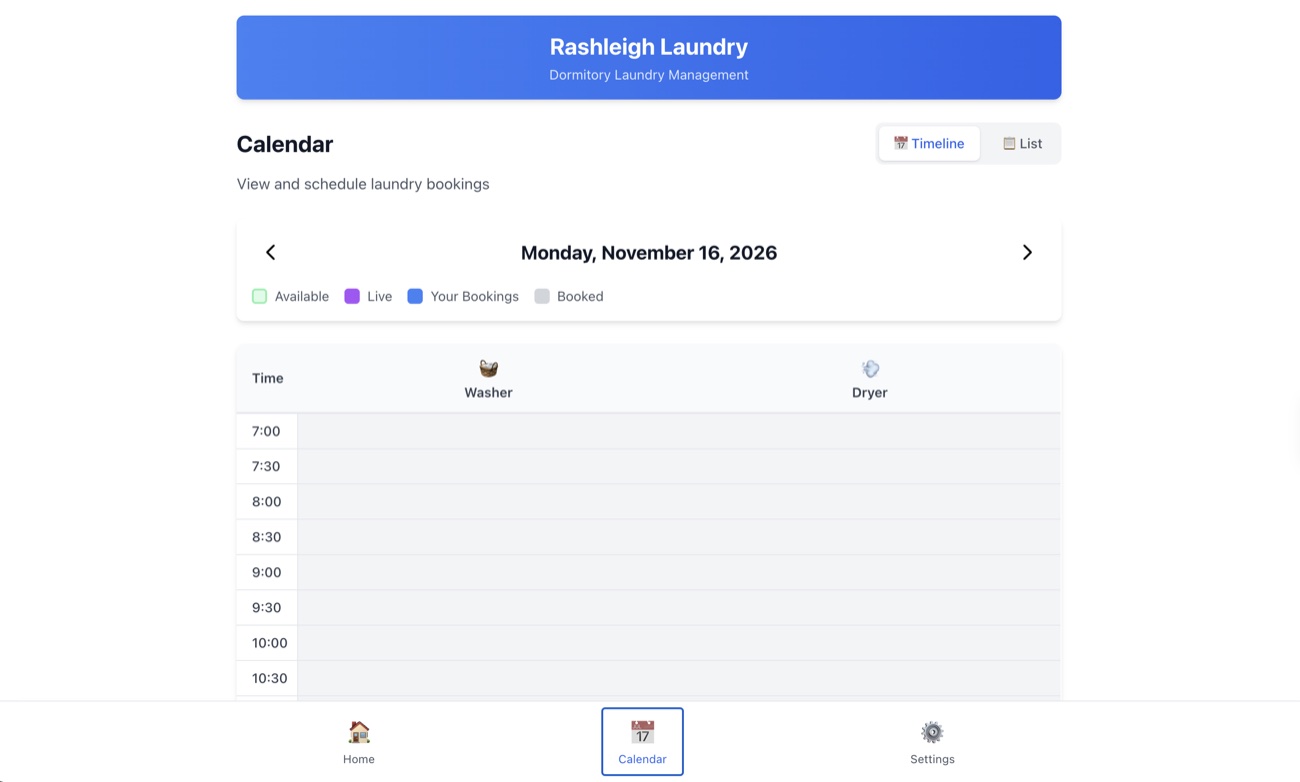 Rashleigh Laundry
Dormitory Laundry Management
Calendar
17 Timeline
List
View and schedule laundry bookings
Monday, November 16, 2026
Available Live Your Bookings Booked
Time Washer Dryer
7:00
7:30
8:00
8:30
9:00
9:30
10:00
10:30
17
Home Calendar Settings